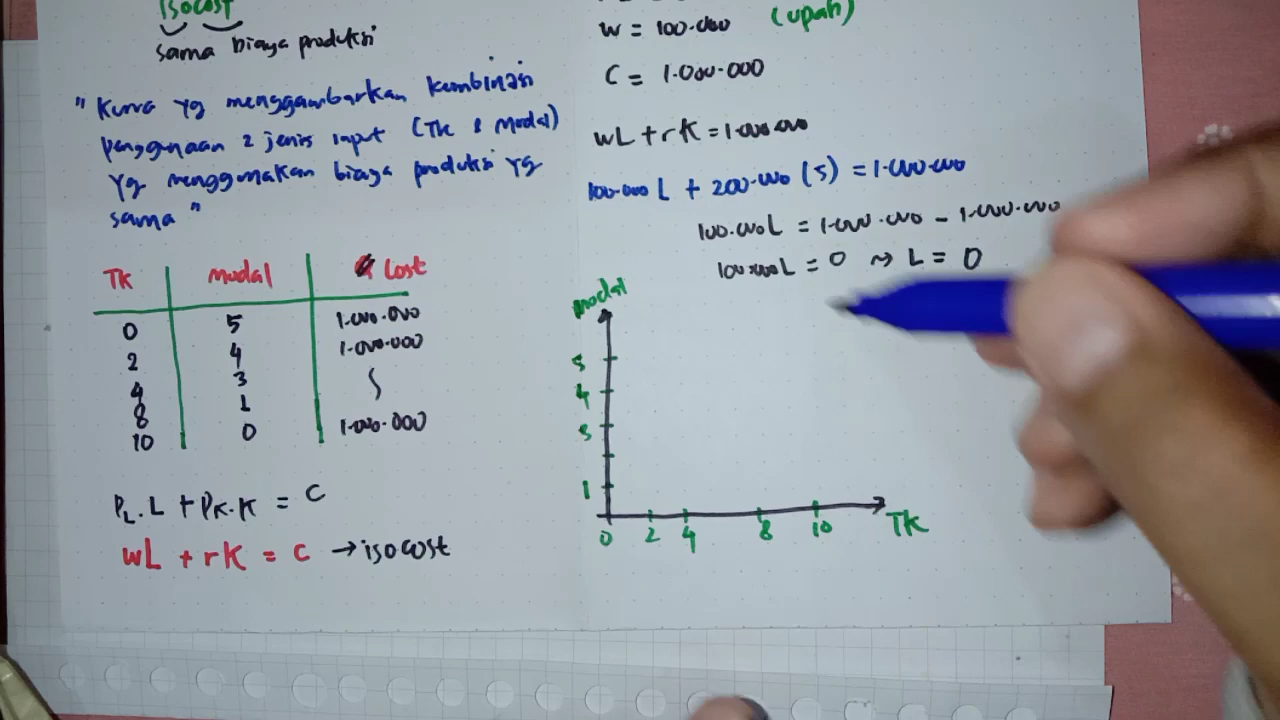 isocost
sama biaya produksi
" Kurva yg menggambarkan kombinasi
penggunaan 2 jenis input (TK & Modal)
yg menggunakan biaya produksi yg
sama "
TK modal Cost
0 5 1.000.000
2 4 1.000.000
4 3
8 1
10 0 1.000.000
PL.L + PK.K = C
wL + rK = C → isocost
w = 100.000 (upah)
C = 1.000.000
wL + rK = 1.000.000
100.000 L + 200.000 (5) = 1.000.000
100.000L = 1.000.000 - 1.000.000
100.000L = 0 ~> L = 0
modal
5
4
3
1
0 2 4 8 10 TK